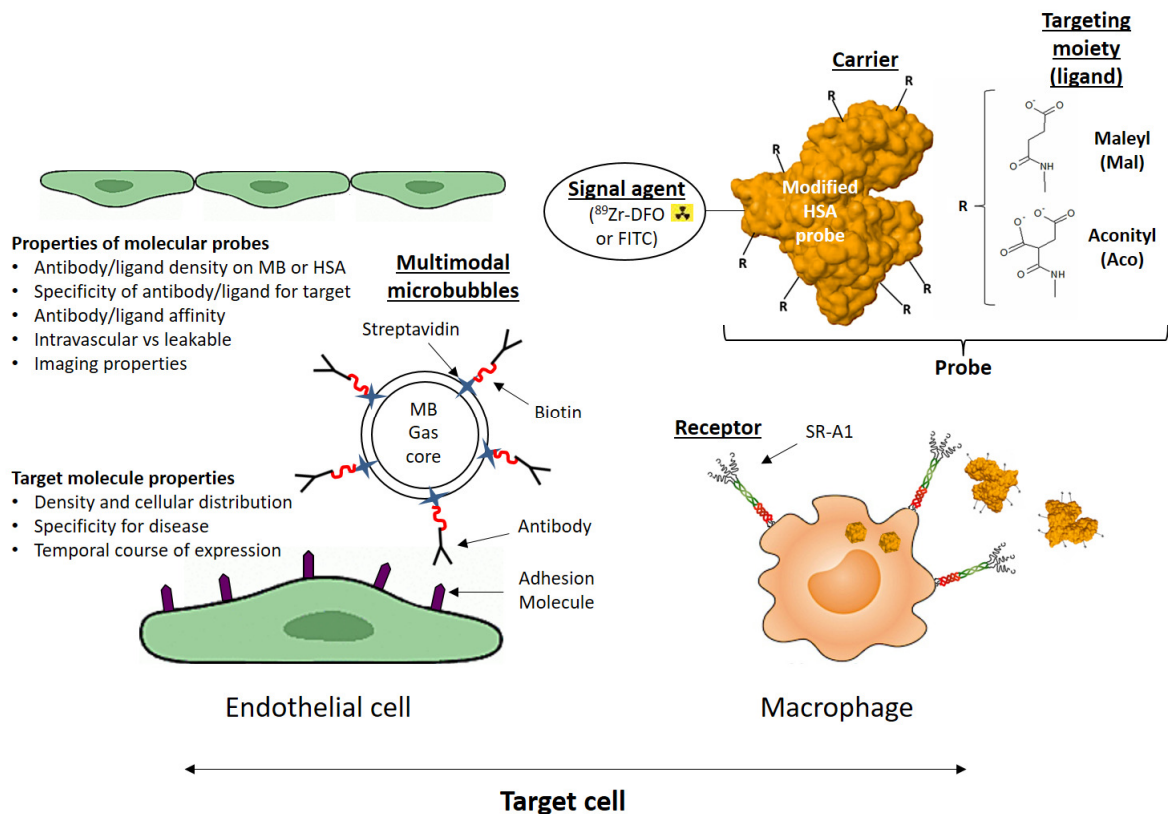 Targeting
moiety
(ligand)
Carrier
R
R
R
R
R
R
R
R
Signal agent
(⁸⁹Zr-DFO
or FITC)
Modified
HSA
probe
R
O⁻
O
O
NH
Maleyl
(Mal)
O⁻
O⁻
O
O
O
NH
Aconityl
(Aco)
Probe
Properties of molecular probes
• Antibody/ligand density on MB or HSA
• Specificity of antibody/ligand for target
• Antibody/ligand affinity
• Intravascular vs leakable
• Imaging properties
Multimodal
microbubbles
Streptavidin
Biotin
MB
Gas
core
Antibody
Adhesion
Molecule
Target molecule properties
• Density and cellular distribution
• Specificity for disease
• Temporal course of expression
Receptor
SR-A1
Endothelial cell
Macrophage
Target cell